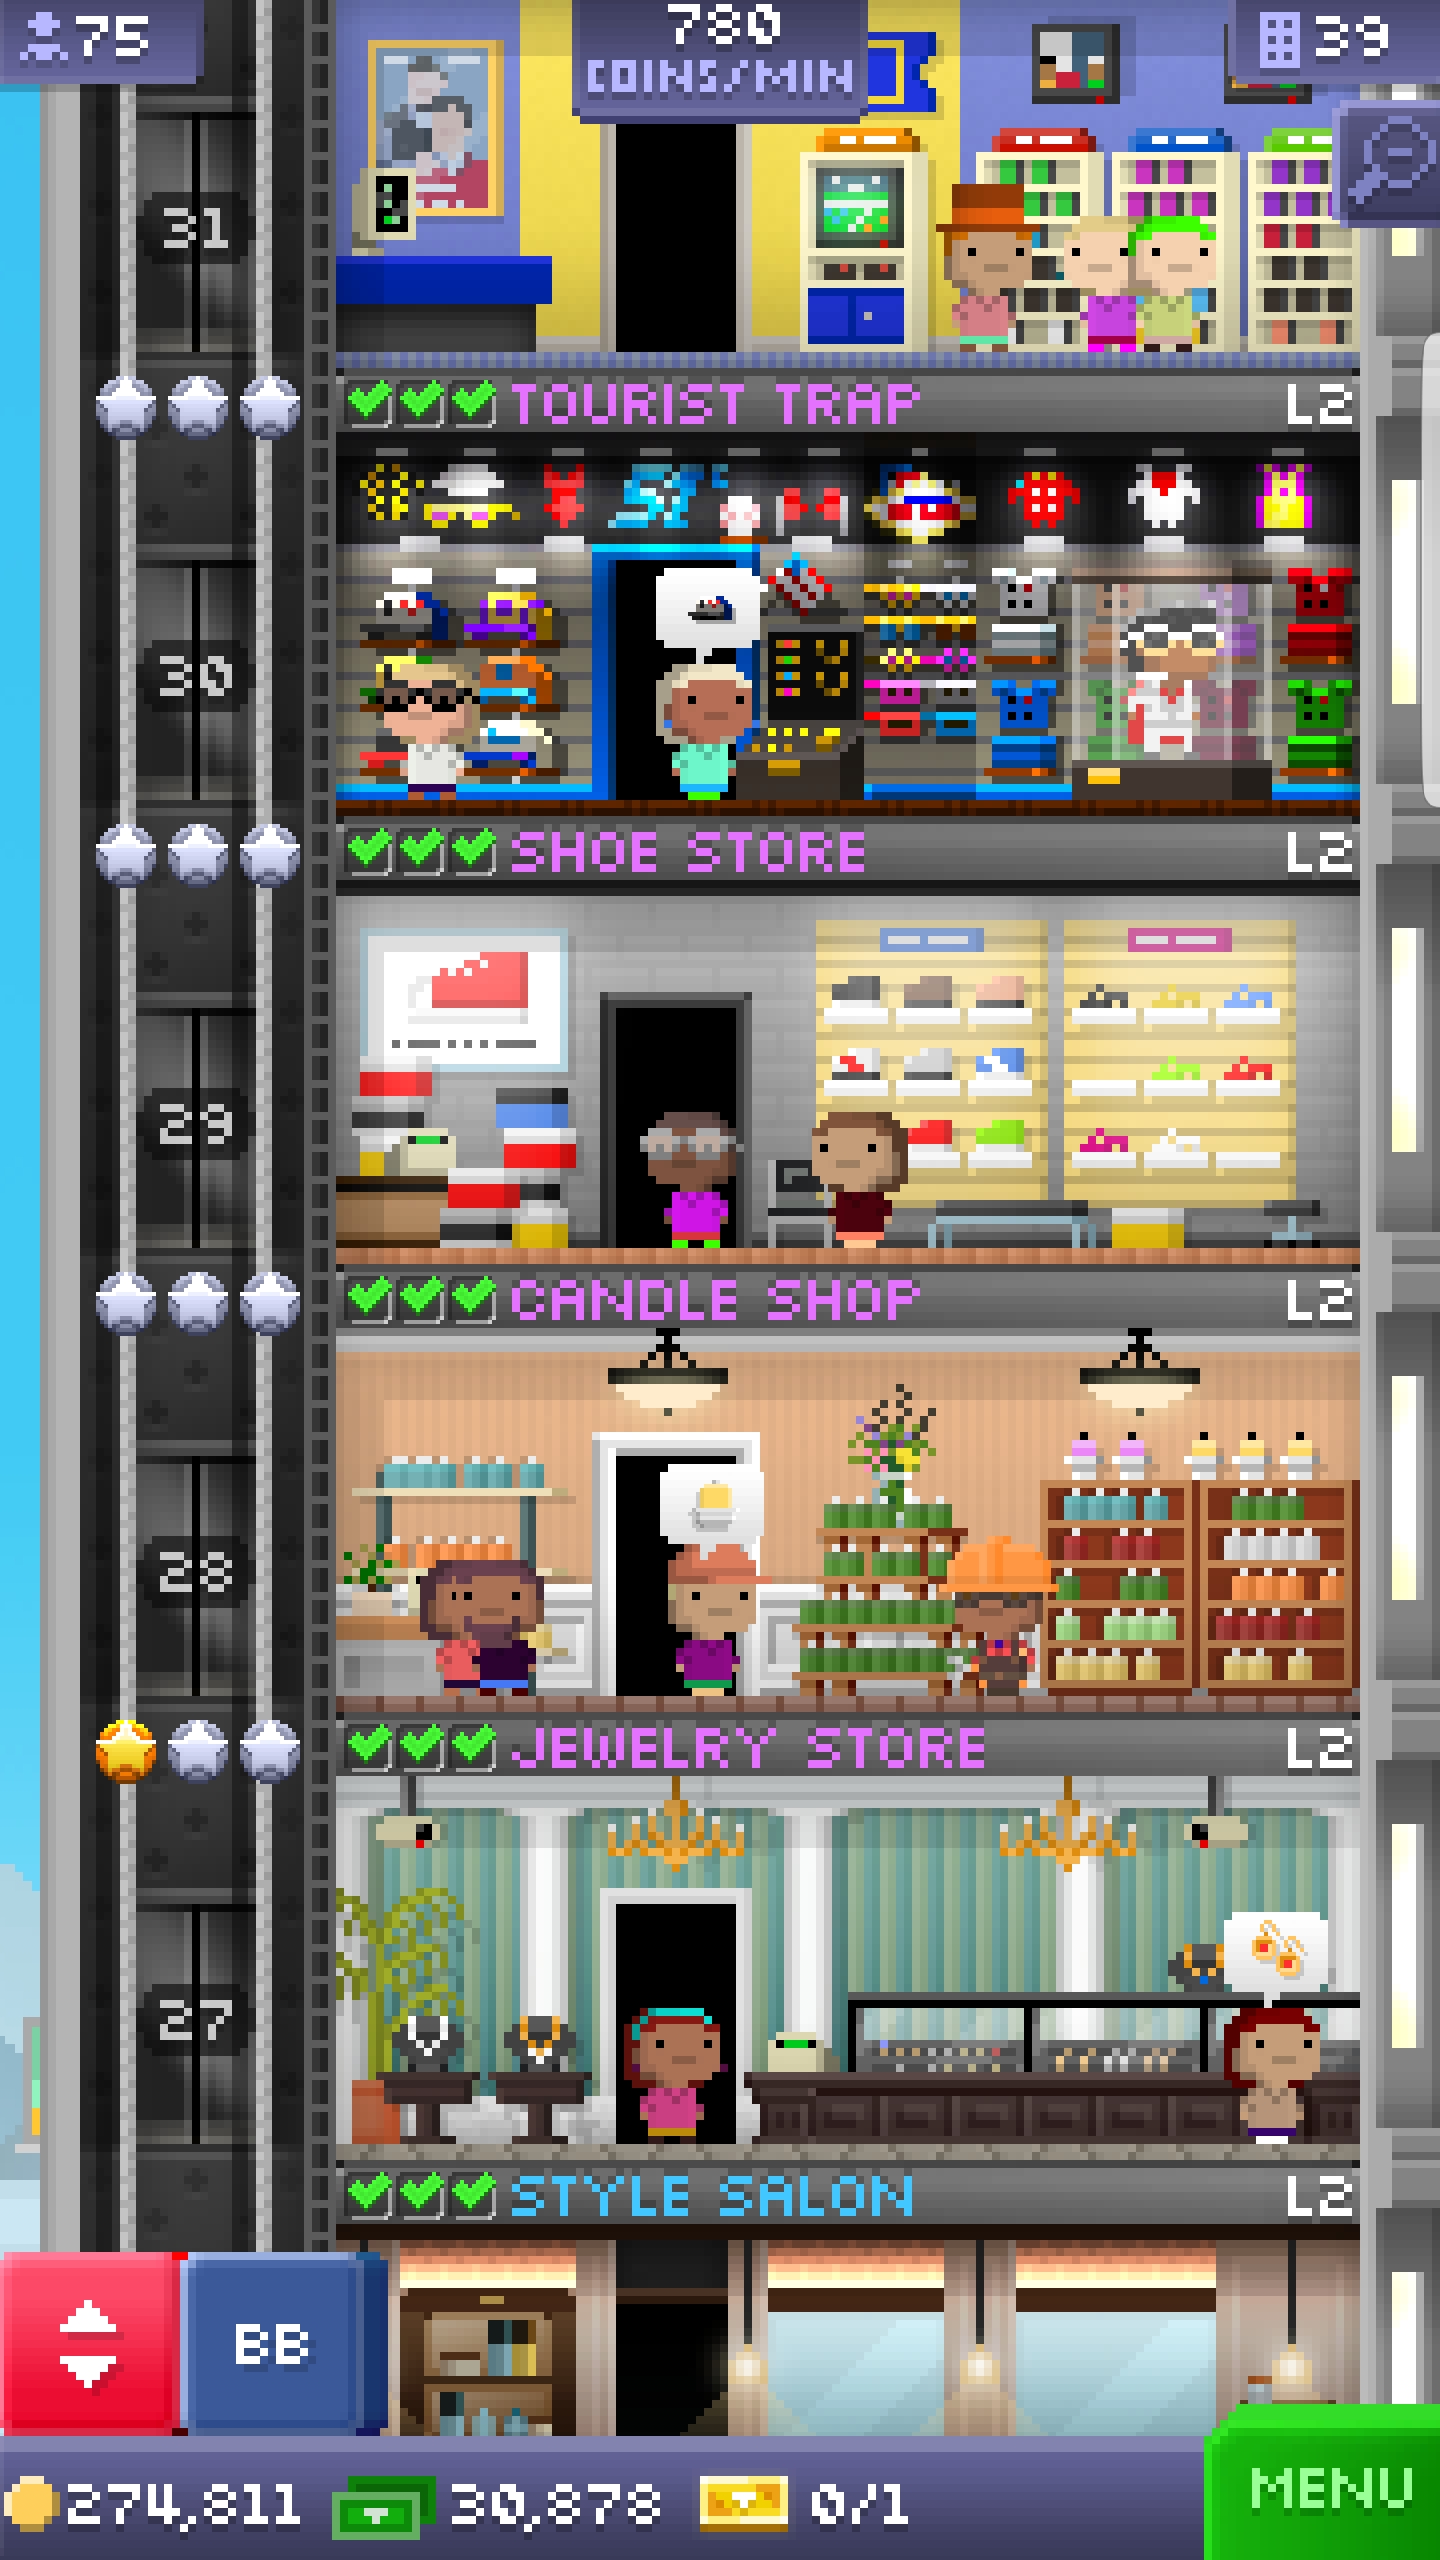 75
780
COINS/MIN
39
31
TOURIST TRAP L2
30
SHOE STORE L2
29
CANDLE SHOP L2
28
JEWELRY STORE L2
27
STYLE SALON L2
BB
274,811
30,878
0/1
MENU